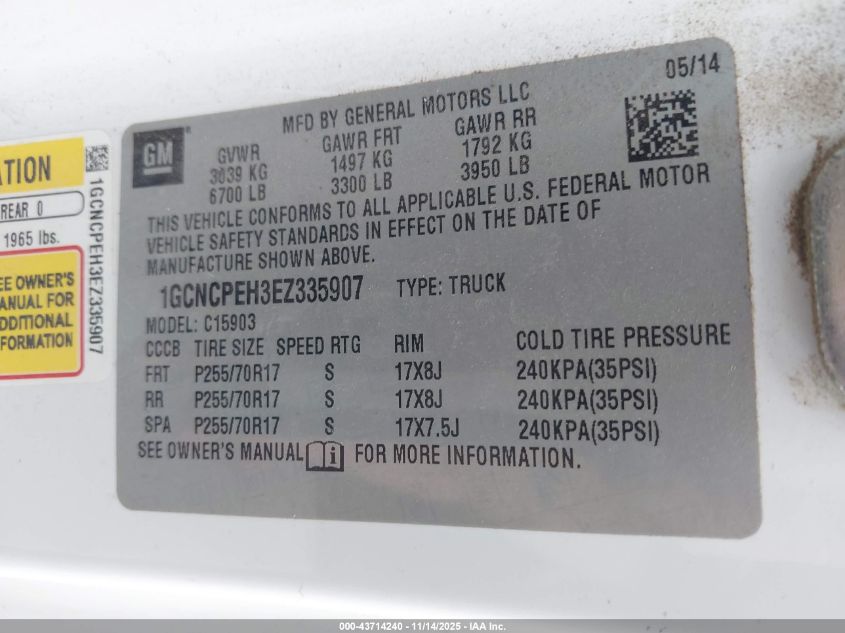 ATION
REAR 0
1965 lbs.
EE OWNER'S
ANUAL FOR
DDITIONAL
FORMATION
1GCNCPEH3EZ335907
05/14
MFD BY GENERAL MOTORS LLC
GM
GVWR GAWR FRT GAWR RR
3039 KG 1497 KG 1792 KG
6700 LB 3300 LB 3950 LB
THIS VEHICLE CONFORMS TO ALL APPLICABLE U.S. FEDERAL MOTOR
VEHICLE SAFETY STANDARDS IN EFFECT ON THE DATE OF
MANUFACTURE SHOWN ABOVE.
1GCNCPEH3EZ335907 TYPE: TRUCK
MODEL: C15903
CCCB TIRE SIZE SPEED RTG RIM COLD TIRE PRESSURE
FRT P255/70R17 S 17X8J 240KPA(35PSI)
RR P255/70R17 S 17X8J 240KPA(35PSI)
SPA P255/70R17 S 17X7.5J 240KPA(35PSI)
SEE OWNER'S MANUAL FOR MORE INFORMATION.
000-43714240 - 11/14/2025 - IAA Inc.